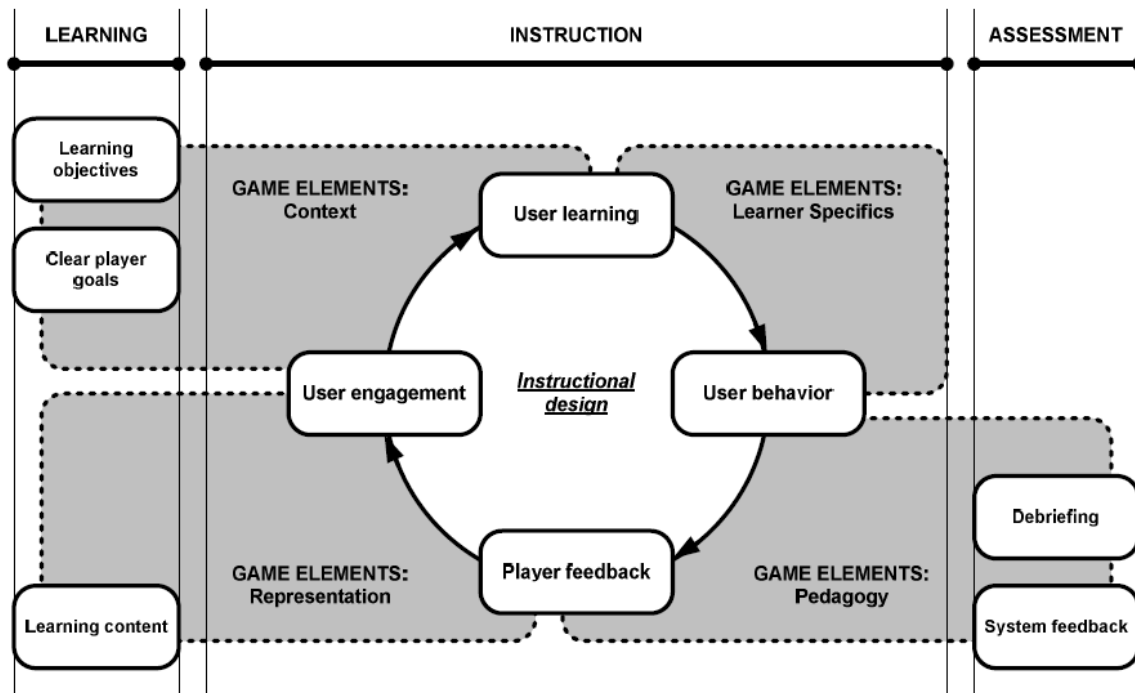 LEARNING
INSTRUCTION
ASSESSMENT
Learning
objectives
GAME ELEMENTS:
Context
User learning
GAME ELEMENTS:
Learner Specifics
Clear player
goals
User engagement
Instructional
design
User behavior
Debriefing
GAME ELEMENTS:
Representation
Player feedback
GAME ELEMENTS:
Pedagogy
Learning content
System feedback